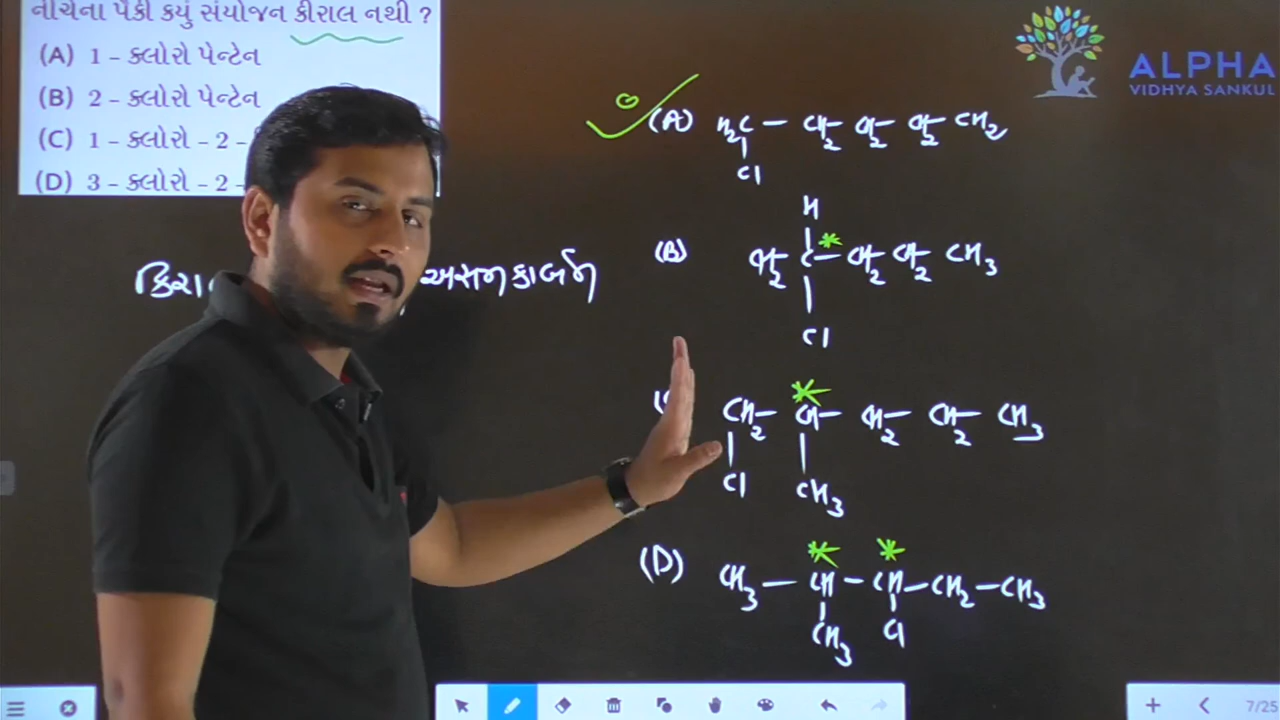 નીચેના પૈકી કયું સંયોજન કીરાલ નથી ?
(A) 1 – ક્લોરો પેન્ટેન
(B) 2 – ક્લોરો પેન્ટેન
(C) 1 – ક્લોરો – 2 -
(D) 3 – ક્લોરો – 2 -
ALPHA
VIDHYA SANKUL
(A) H2C – CH2 – CH2 – CH2 – CH2
Cl
H
(B) CH2 – C* – CH2 – CH2 – CH3
Cl
અસમ કાર્બન
CH2 – CH* – CH2 – CH2 – CH3
Cl CH3
(D) CH3 – CH* – CH* – CH2 – CH3
CH3 Cl
7/25